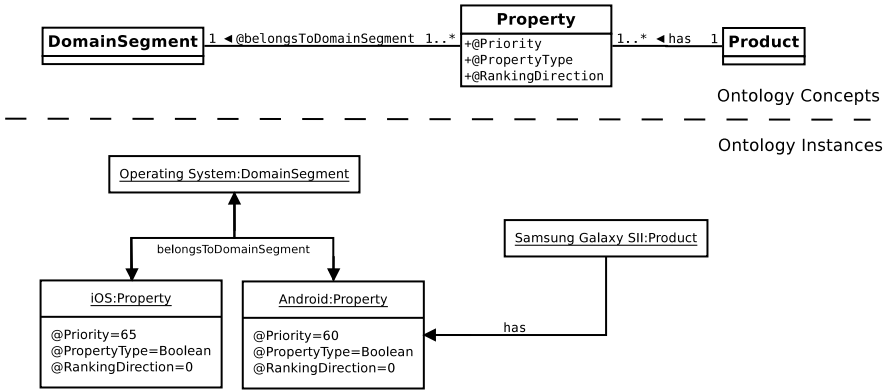 Property
DomainSegment 1 ◄ @belongsToDomainSegment 1..* +@Priority 1..* ◄ has 1 Product
+@PropertyType
+@RankingDirection
Ontology Concepts
Ontology Instances
Operating System:DomainSegment
Samsung Galaxy SII:Product
belongsToDomainSegment
iOS:Property
@Priority=65
@PropertyType=Boolean
@RankingDirection=0
Android:Property
@Priority=60
@PropertyType=Boolean
@RankingDirection=0
has